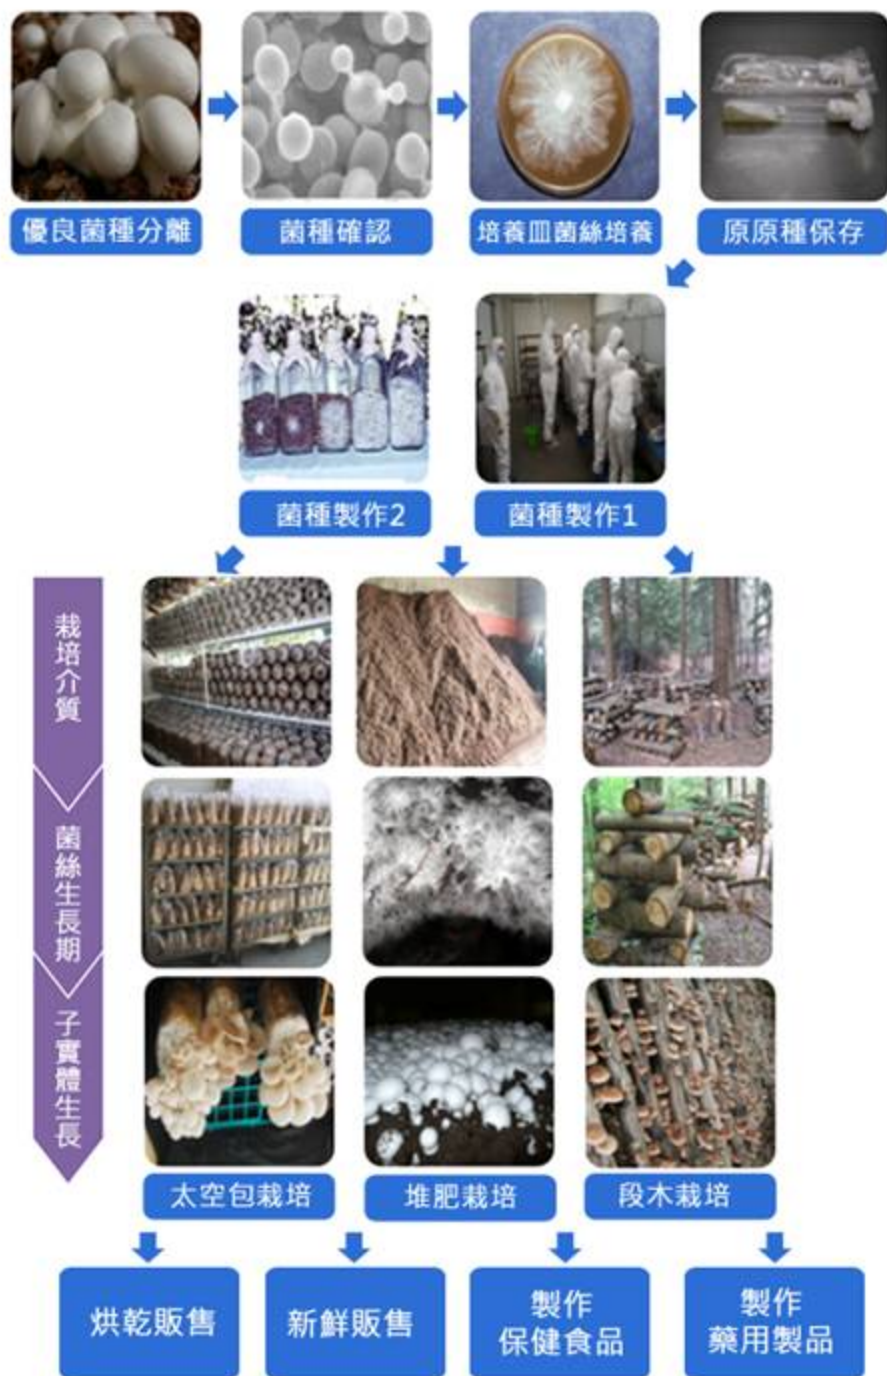 優良菌種分離
菌種確認
培養皿菌絲培養
原原種保存
菌種製作2
菌種製作1
栽培介質
菌絲生長期
子實體生長
太空包栽培
堆肥栽培
段木栽培
烘乾販售
新鮮販售
製作
保健食品
製作
藥用製品